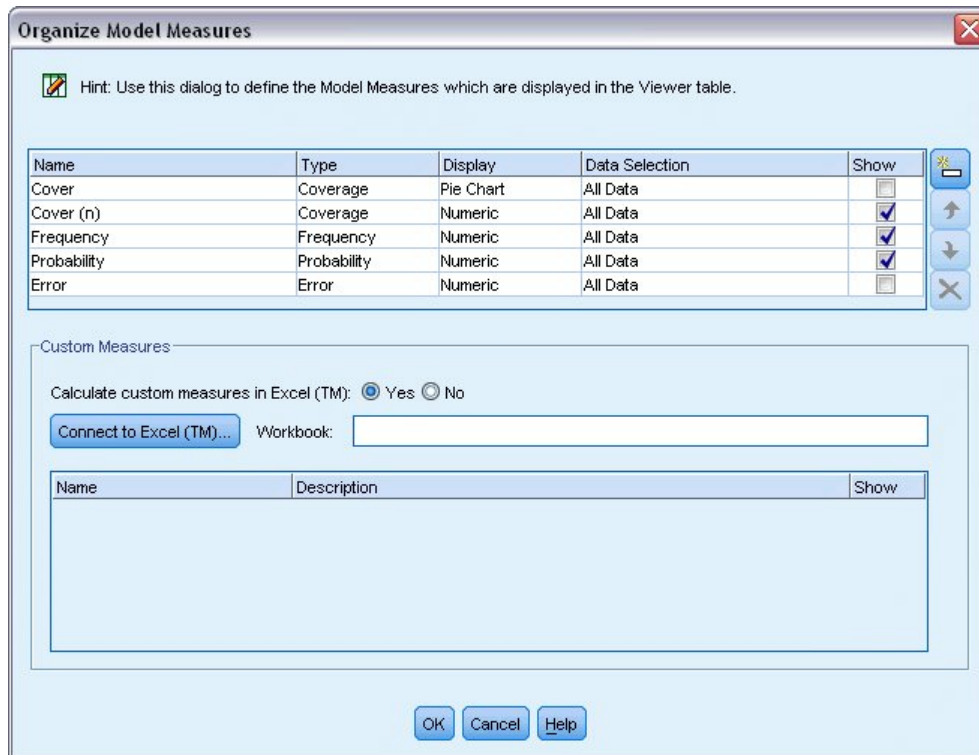 Organize Model Measures
Hint: Use this dialog to define the Model Measures which are displayed in the Viewer table.
Name Type Display Data Selection Show
Cover Coverage Pie Chart All Data
Cover (n) Coverage Numeric All Data
Frequency Frequency Numeric All Data
Probability Probability Numeric All Data
Error Error Numeric All Data
Custom Measures
Calculate custom measures in Excel (TM): Yes No
Connect to Excel (TM)... Workbook:
Name Description Show
OK Cancel Help